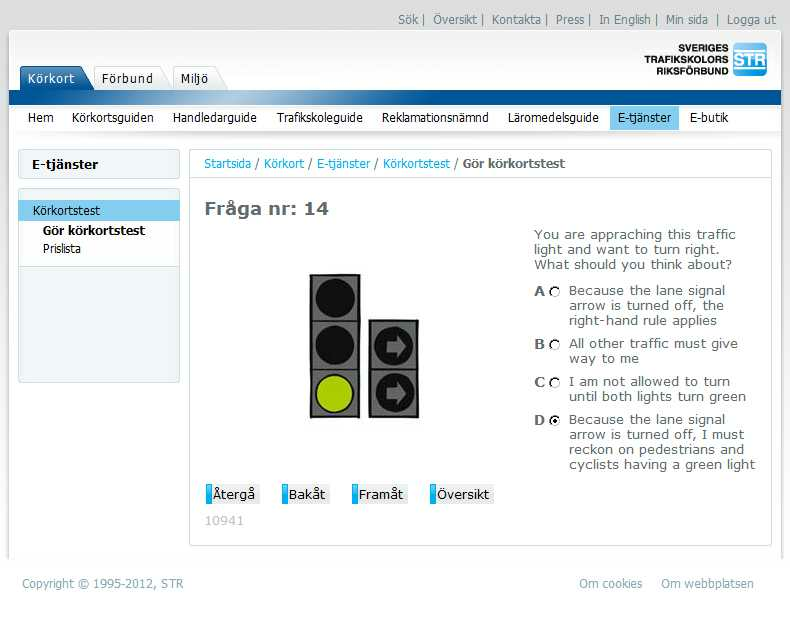 Sök | Översikt | Kontakta | Press | In English | Min sida | Logga ut
SVERIGES
TRAFIKSKOLORS
RIKSFÖRBUND
STR
Körkort Förbund Miljö
Hem Körkortsguiden Handledarguide Trafikskoleguide Reklamationsnämnd Läromedelsguide E-tjänster E-butik
E-tjänster
Körkortstest
Gör körkortstest
Prislista
Startsida / Körkort / E-tjänster / Körkortstest / Gör körkortstest
Fråga nr: 14
You are appraching this traffic
light and want to turn right.
What should you think about?
A Because the lane signal
arrow is turned off, the
right-hand rule applies
B All other traffic must give
way to me
C I am not allowed to turn
until both lights turn green
D Because the lane signal
arrow is turned off, I must
reckon on pedestrians and
cyclists having a green light
Återgå Bakåt Framåt Översikt
10941
Copyright © 1995-2012, STR Om cookies Om webbplatsen